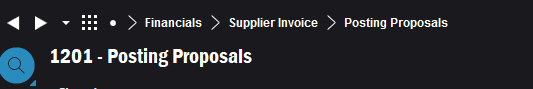 Financials > Supplier Invoice > Posting Proposals
1201 - Posting Proposals